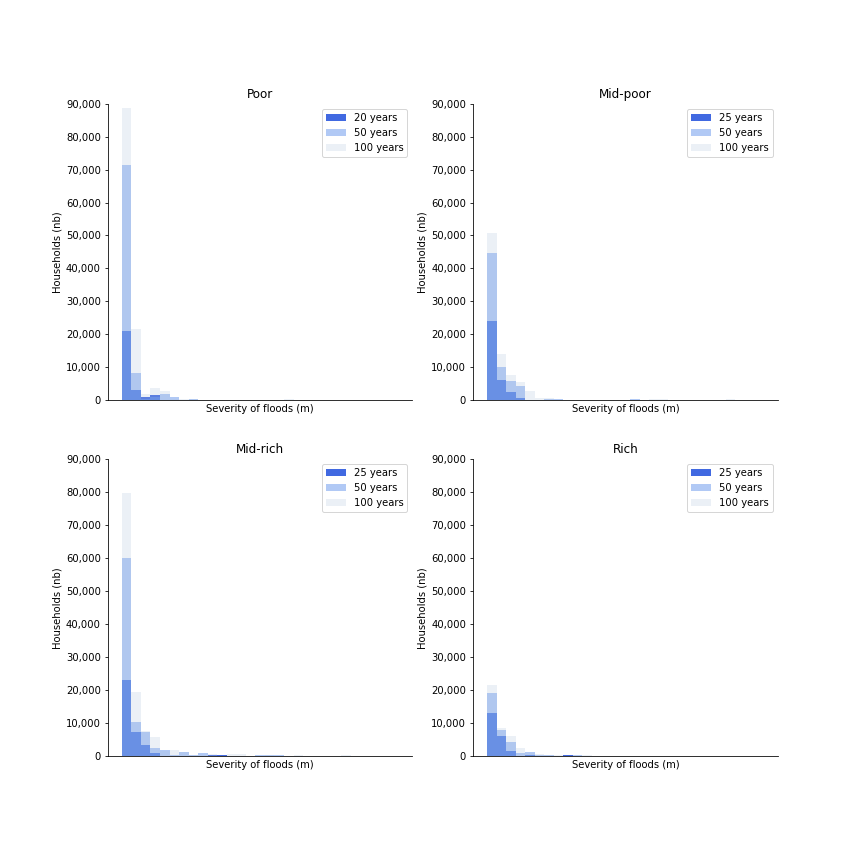 Poor
90,000
80,000
70,000
60,000
50,000
40,000
30,000
20,000
10,000
0
Households (nb)
Severity of floods (m)
20 years
50 years
100 years
Mid-poor
90,000
80,000
70,000
60,000
50,000
40,000
30,000
20,000
10,000
0
Households (nb)
Severity of floods (m)
25 years
50 years
100 years
Mid-rich
90,000
80,000
70,000
60,000
50,000
40,000
30,000
20,000
10,000
0
Households (nb)
Severity of floods (m)
25 years
50 years
100 years
Rich
90,000
80,000
70,000
60,000
50,000
40,000
30,000
20,000
10,000
0
Households (nb)
Severity of floods (m)
25 years
50 years
100 years